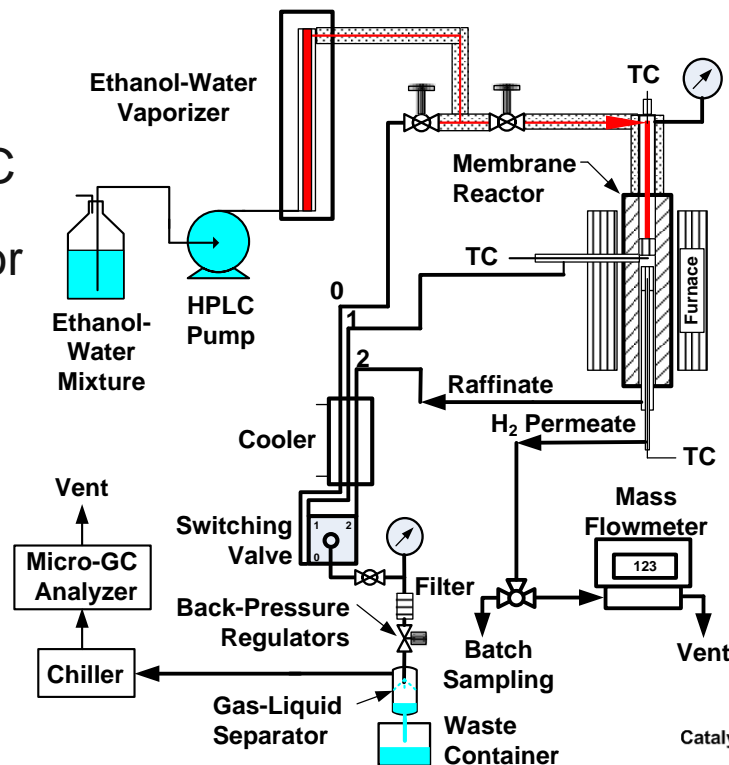 Ethanol-Water
Vaporizer
TC
C
or
Membrane
Reactor
TC
0
1
2
HPLC
Pump
Ethanol-
Water
Mixture
Furnace
Raffinate
Cooler
H2 Permeate
TC
Vent
Mass
Flowmeter
Switching
Valve
1 2
0
123
Micro-GC
Analyzer
Filter
Back-Pressure
Regulators
Batch
Sampling
Vent
Chiller
Gas-Liquid
Separator
Waste
Container
Cataly